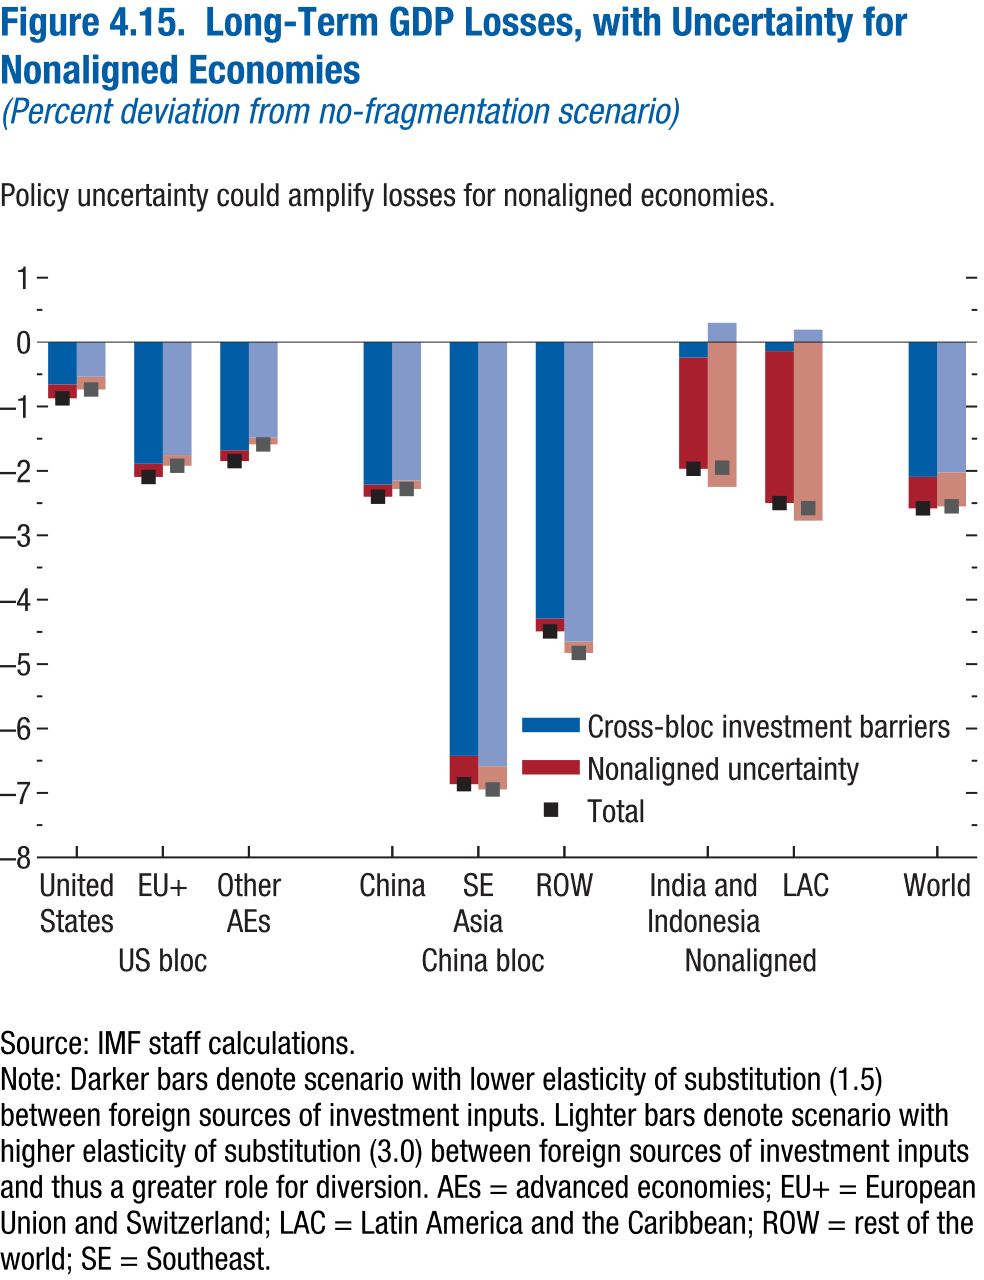 Figure 4.15.  Long-Term GDP Losses, with Uncertainty for
Nonaligned Economies
(Percent deviation from no-fragmentation scenario)
Policy uncertainty could amplify losses for nonaligned economies.
1
0
–1
–2
–3
–4
–5
–6
–7
–8
Cross-bloc investment barriers
Nonaligned uncertainty
Total
United EU+ Other China SE ROW India and LAC World
States AEs Asia Indonesia
US bloc China bloc Nonaligned
Source: IMF staff calculations.
Note: Darker bars denote scenario with lower elasticity of substitution (1.5)
between foreign sources of investment inputs. Lighter bars denote scenario with
higher elasticity of substitution (3.0) between foreign sources of investment inputs
and thus a greater role for diversion. AEs = advanced economies; EU+ = European
Union and Switzerland; LAC = Latin America and the Caribbean; ROW = rest of the
world; SE = Southeast.